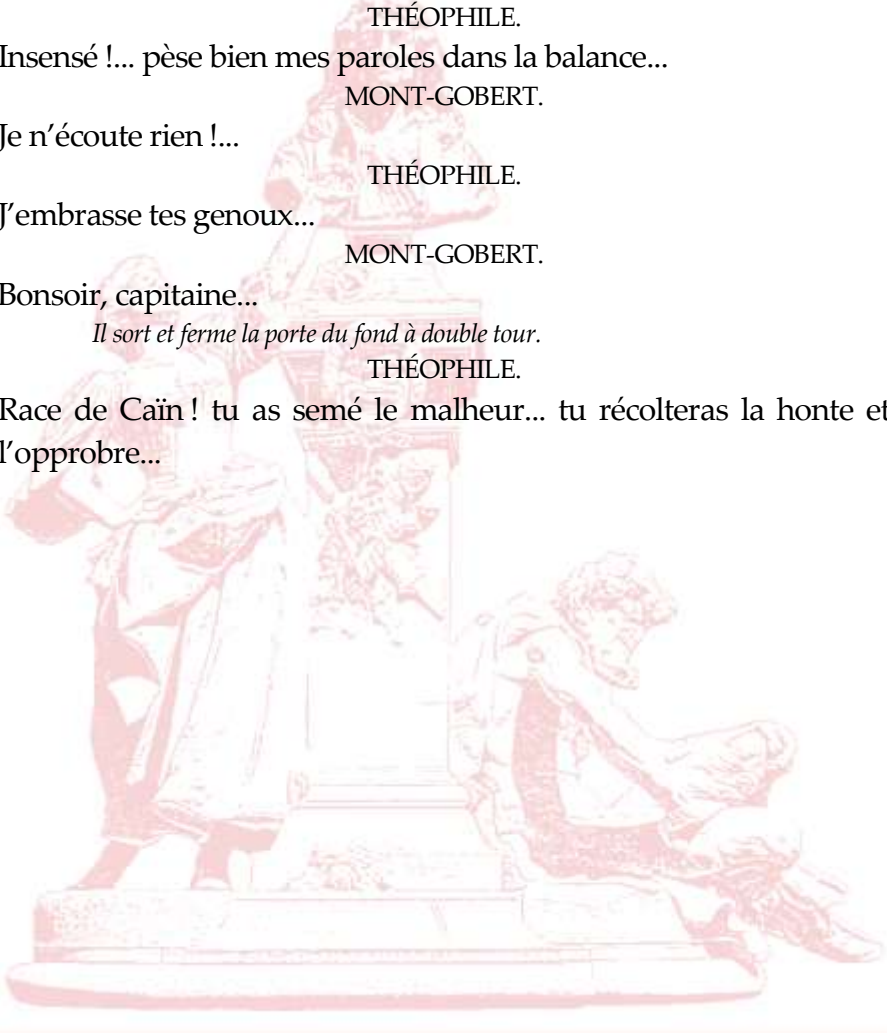 THÉOPHILE.
Insensé !... pèse bien mes paroles dans la balance...
MONT-GOBERT.
Je n’écoute rien !...
THÉOPHILE.
J’embrasse tes genoux...
MONT-GOBERT.
Bonsoir, capitaine...
Il sort et ferme la porte du fond à double tour.
THÉOPHILE.
Race de Caïn ! tu as semé le malheur... tu récolteras la honte et
l’opprobre...